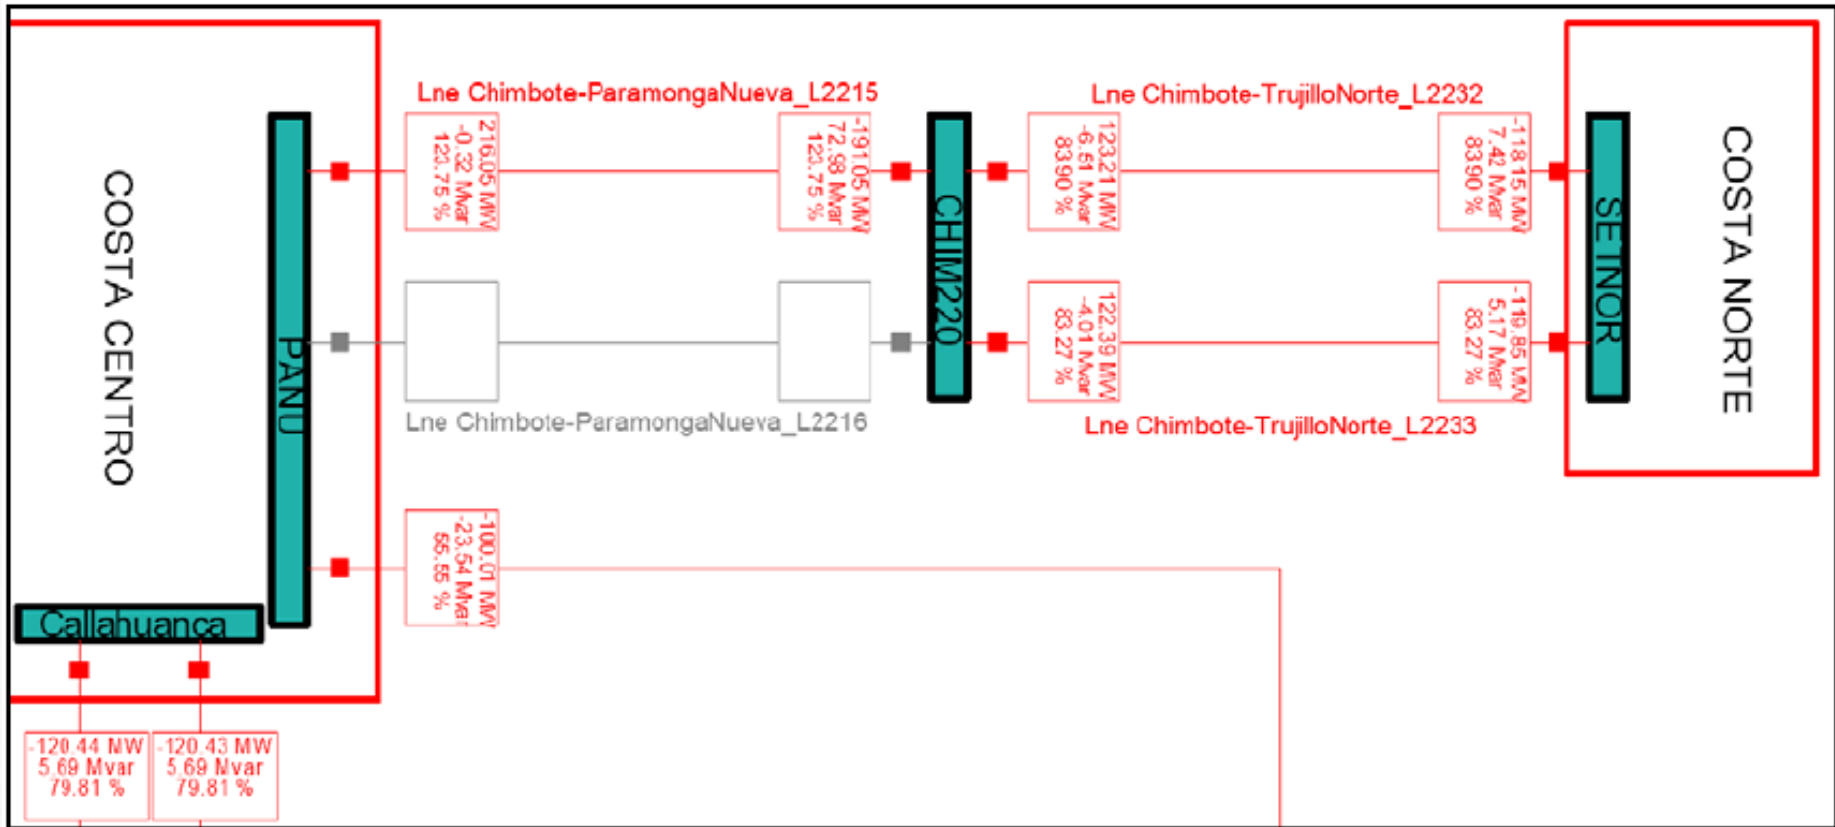 COSTA CENTRO
PANU
Callahuanca
Lne Chimbote-ParamongaNueva_L2215
216.05 MW
-0.32 Mvar
123.75 %
-191.05 MW
72.98 Mvar
123.75 %
CHIM220
Lne Chimbote-TrujilloNorte_L2232
123.21 MW
-6.51 Mvar
83.90 %
-118.15 MW
7.42 Mvar
83.90 %
SETNOR
COSTA NORTE
Lne Chimbote-ParamongaNueva_L2216
122.39 MW
-4.01 Mvar
83.27 %
-119.85 MW
5.17 Mvar
83.27 %
Lne Chimbote-TrujilloNorte_L2233
-100.01 MW
-23.54 Mvar
55.55 %
-120.44 MW
5.69 Mvar
79.81 %
-120.43 MW
5.69 Mvar
79.81 %